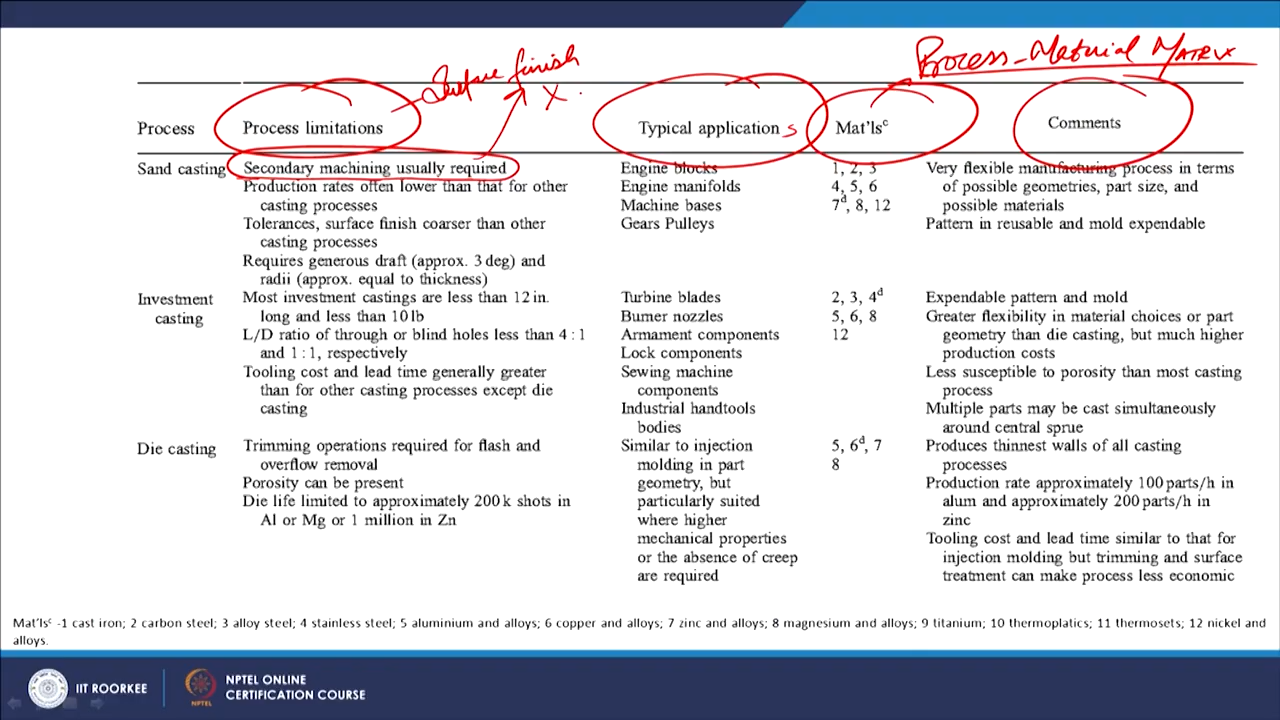 Process-Material MATRIX
Surface finish
X
Process
Process limitations
Typical applications
Mat'lsᶜ
Comments
Sand casting
Secondary machining usually required
Production rates often lower than that for other
casting processes
Tolerances, surface finish coarser than other
casting processes
Requires generous draft (approx. 3 deg) and
radii (approx. equal to thickness)
Engine blocks
Engine manifolds
Machine bases
Gears Pulleys
1, 2, 3
4, 5, 6
7ᵈ, 8, 12
Very flexible manufacturing process in terms
of possible geometries, part size, and
possible materials
Pattern in reusable and mold expendable
Investment
casting
Most investment castings are less than 12 in.
long and less than 10 lb
L/D ratio of through or blind holes less than 4 : 1
and 1 : 1, respectively
Tooling cost and lead time generally greater
than for other casting processes except die
casting
Turbine blades
Burner nozzles
Armament components
Lock components
Sewing machine
components
Industrial handtools
bodies
2, 3, 4ᵈ
5, 6, 8
12
Expendable pattern and mold
Greater flexibility in material choices or part
geometry than die casting, but much higher
production costs
Less susceptible to porosity than most casting
process
Multiple parts may be cast simultaneously
around central sprue
Die casting
Trimming operations required for flash and
overflow removal
Porosity can be present
Die life limited to approximately 200 k shots in
Al or Mg or 1 million in Zn
Similar to injection
molding in part
geometry, but
particularly suited
where higher
mechanical properties
or the absence of creep
are required
5, 6ᵈ, 7
8
Produces thinnest walls of all casting
processes
Production rate approximately 100 parts/h in
alum and approximately 200 parts/h in
zinc
Tooling cost and lead time similar to that for
injection molding but trimming and surface
treatment can make process less economic
Mat'lsᶜ -1 cast iron; 2 carbon steel; 3 alloy steel; 4 stainless steel; 5 aluminium and alloys; 6 copper and alloys; 7 zinc and alloys; 8 magnesium and alloys; 9 titanium; 10 thermoplatics; 11 thermosets; 12 nickel and
alloys.
IIT ROORKEE
NPTEL
NPTEL ONLINE
CERTIFICATION COURSE